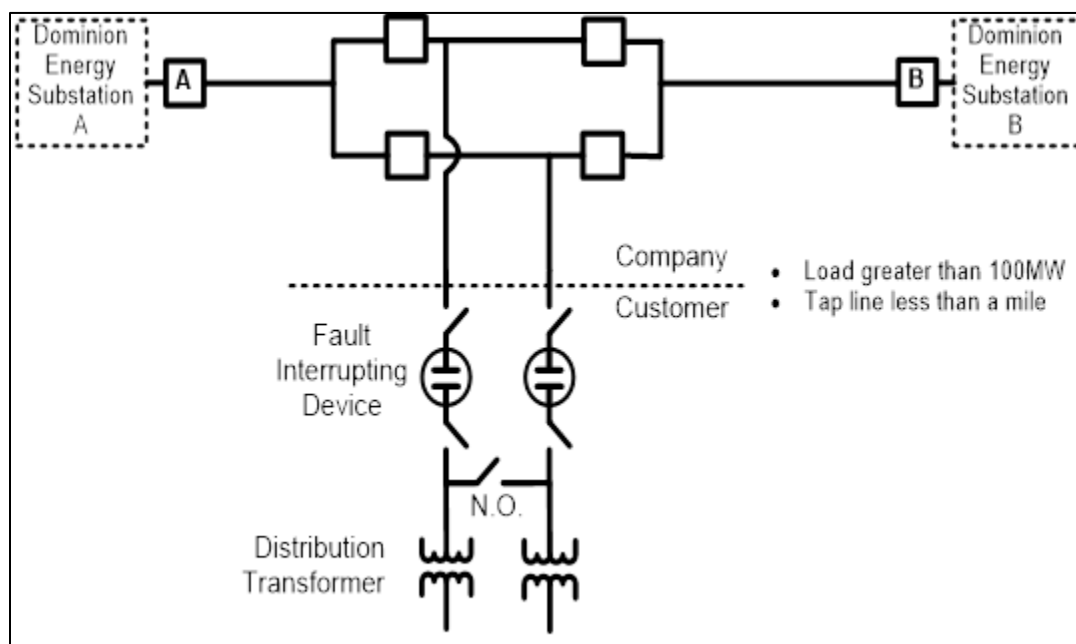 Dominion
Energy
Substation
A
A
B
Dominion
Energy
Substation
B
Company
Customer
• Load greater than 100MW
• Tap line less than a mile
Fault
Interrupting
Device
N.O.
Distribution
Transformer